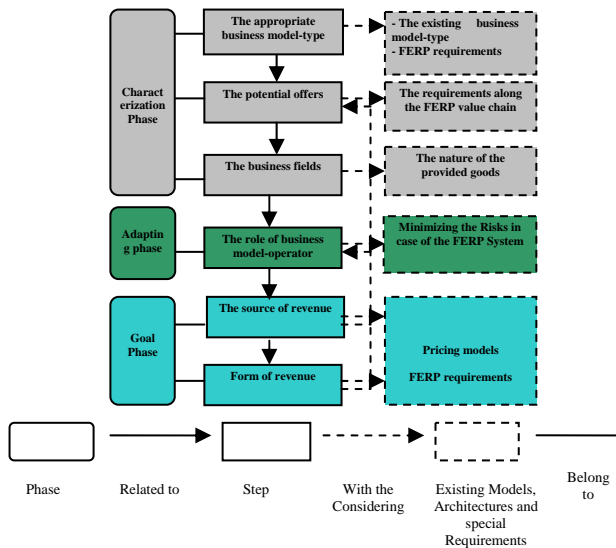 The appropriate
business model-type
- The existing business
model-type
- FERP requirements
Charact
erization
Phase
The potential offers
The requirements along
the FERP value chain
The business fields
The nature of the
provided goods
Adaptin
g phase
The role of business
model-operator
Minimizing the Risks in
case of the FERP System
Goal
Phase
The source of revenue
Form of revenue
Pricing models
FERP requirements
Phase
Related to
Step
With the
Considering
Existing Models,
Architectures and
special
Requirements
Belong
to